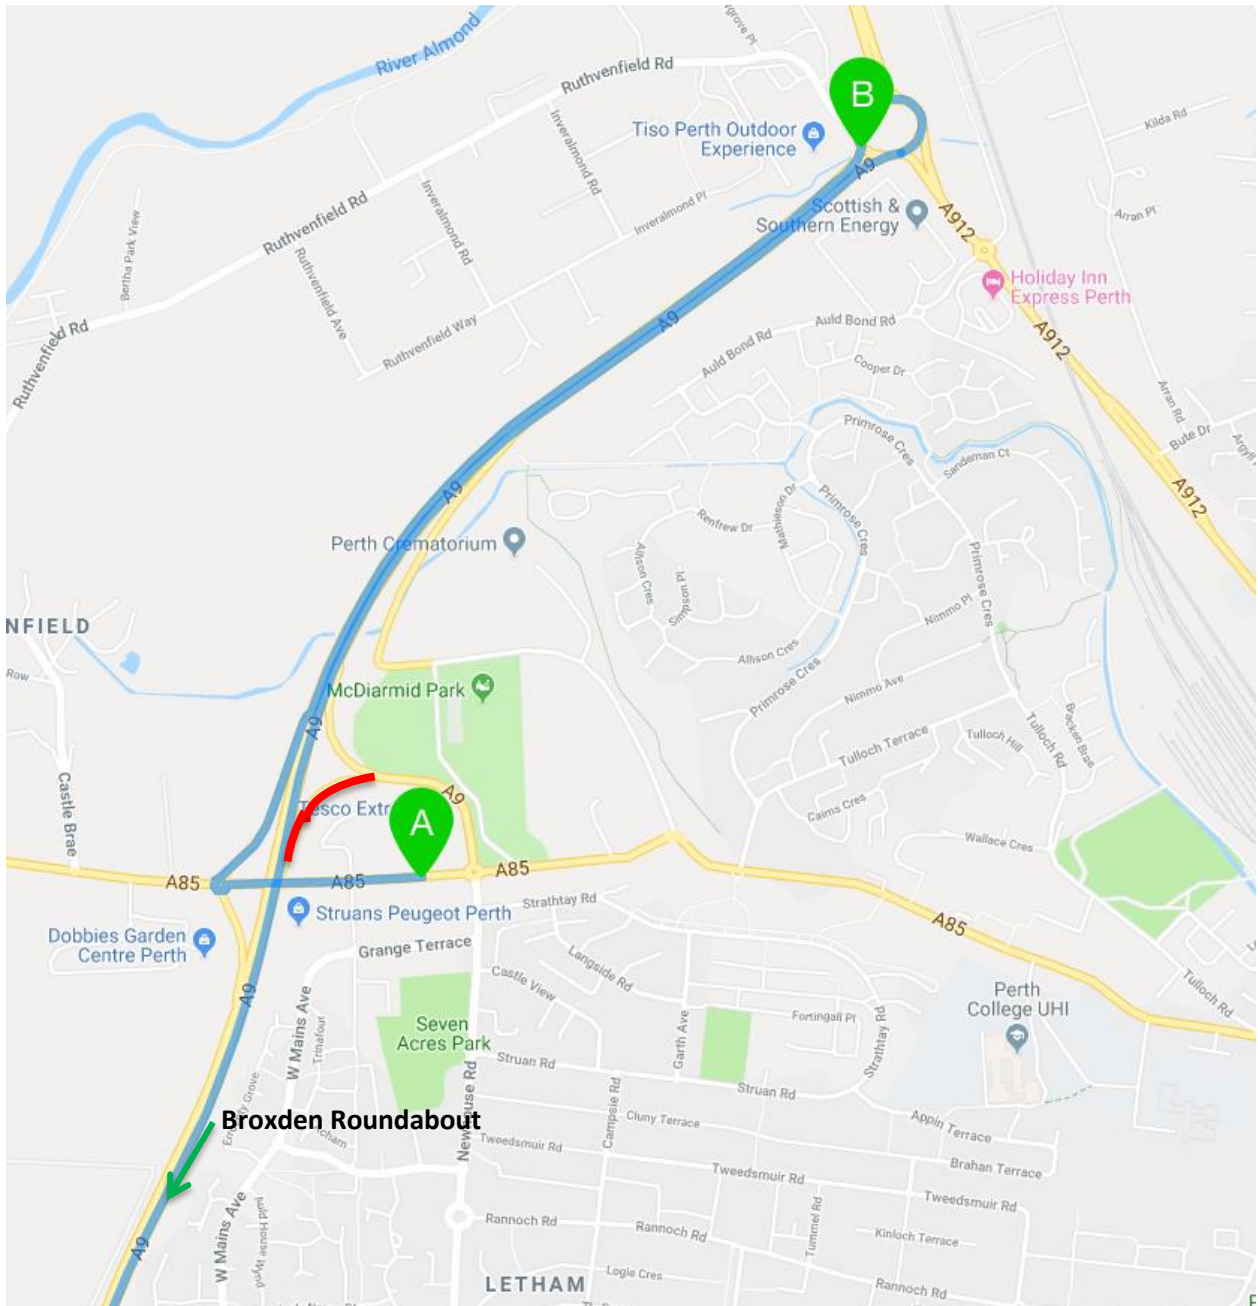 River Almond
Ruthvenfield Rd
Tiso Perth Outdoor
Experience
B
A9
Kilda Rd
Inveralmond Rd
Inveralmond Pl
Scottish &
Southern Energy
A912
Arran Pl
Bertha Park View
Ruthvenfield Rd
Inveralmond Rd
Ruthvenfield Ave
Holiday Inn
Express Perth
Ruthvenfield Rd
Ruthvenfield Way
A9
Auld Bond Rd
Auld Bond Rd
A912
Cooper Dr
Arran Rd
Bute Dr
Argyll
Primrose Cres
Sandeman Ct
A9
A912
Perth Crematorium
Renfrew Dr
Mathieson Dr
Primrose Cres
Allison Cres
Simpson Pl
Primrose Cres
Nimmo Pl
NFIELD
Row
Allison Cres
Nimmo Ave
Primrose Cres
McDiarmid Park
A9
Tulloch Terrace
Tulloch Hill
Tulloch Rd
Bracken Brae
Castle Brae
Tesco Extr
A9
A
Cairns Cres
Wallace Cres
A85
A85
A85
Struans Peugeot Perth
Strathtay Rd
A85
Dobbies Garden
Centre Perth
Grange Terrace
Langside Rd
Castle View
Tulloch Rd
A9
W Mains Ave
Trinafour
Seven
Acres Park
Garth Ave
Fortingall Pl
Strathtay Rd
Perth
College UHI
Newhouse Rd
Struan Rd
Struan Rd
Campsie Rd
Broxden Roundabout
Cluny Terrace
Appin Terrace
Tweedsmuir Rd
Tweedsmuir Rd
Brahan Terrace
Tweedsmuir Rd
W Mains Ave
Rannoch Rd
Rannoch Rd
Tummel Rd
Kinloch Terrace
A9
Logie Cres
LETHAM
Rannoch Rd